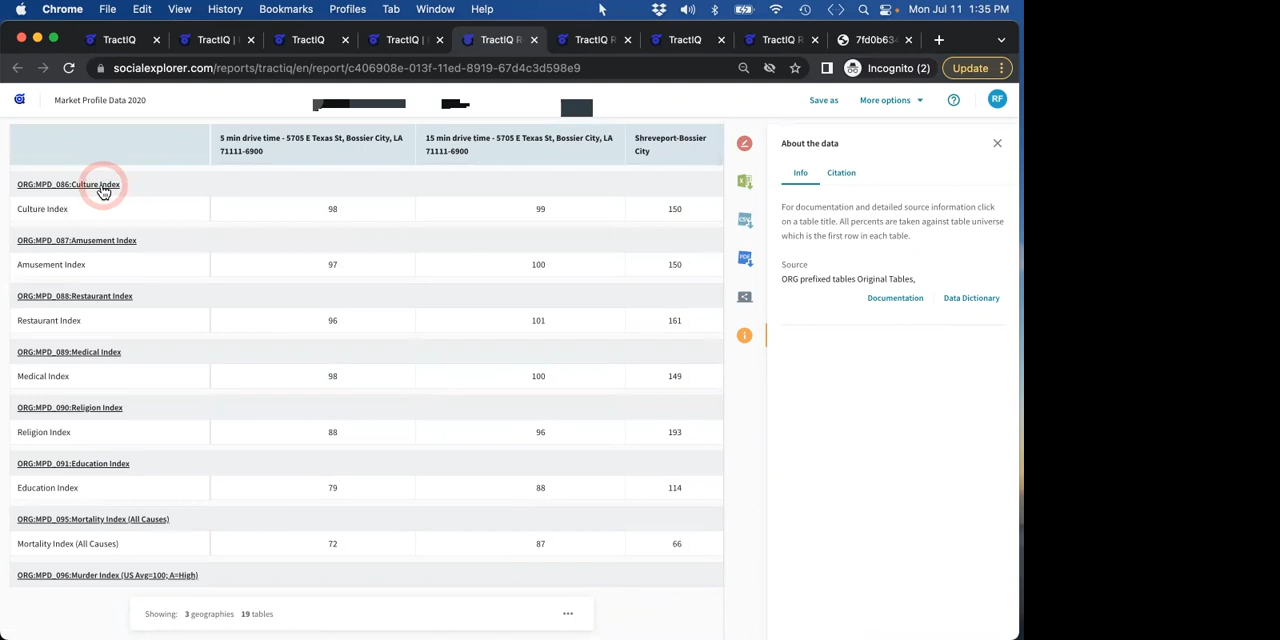 Chrome File Edit View History Bookmarks Profiles Tab Window Help Mon Jul 11 1:35 PM
TractIQ TractIQ | TractIQ TractIQ | TractIQ R TractIQ R TractIQ TractIQ R 7fd0b634
socialexplorer.com/reports/tractiq/en/report/c406908e-013f-11ed-8919-67d4c3d598e9 Incognito (2) Update
Market Profile Data 2020 Save as More options RF
5 min drive time - 5705 E Texas St, Bossier City, LA
71111-6900
15 min drive time - 5705 E Texas St, Bossier City, LA
71111-6900
Shreveport-Bossier
City
ORG:MPD_086:Culture Index
Culture Index 98 99 150
ORG:MPD_087:Amusement Index
Amusement Index 97 100 150
ORG:MPD_088:Restaurant Index
Restaurant Index 96 101 161
ORG:MPD_089:Medical Index
Medical Index 98 100 149
ORG:MPD_090:Religion Index
Religion Index 88 96 193
ORG:MPD_091:Education Index
Education Index 79 88 114
ORG:MPD_095:Mortality Index (All Causes)
Mortality Index (All Causes) 72 87 66
ORG:MPD_096:Murder Index (US Avg=100; A=High)
Showing: 3 geographies 19 tables
CSV
PDF
About the data
Info Citation
For documentation and detailed source information click
on a table title. All percents are taken against table universe
which is the first row in each table.
Source
ORG prefixed tables Original Tables,
Documentation Data Dictionary